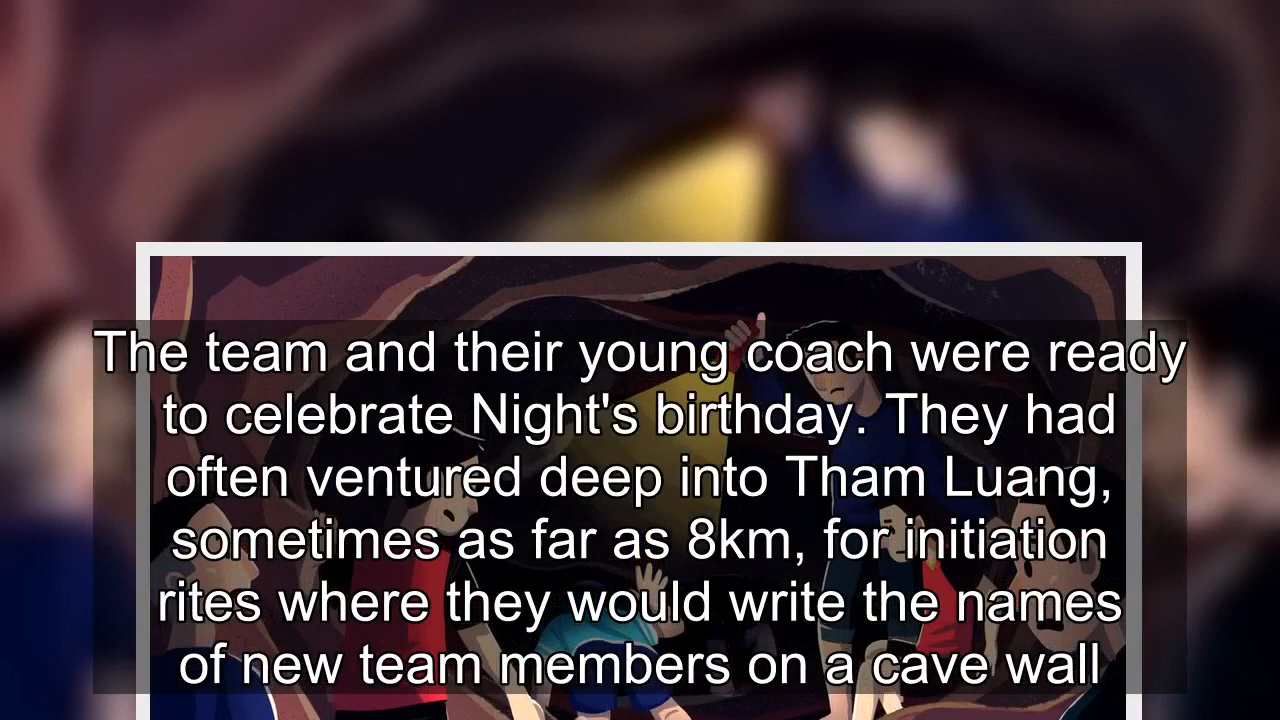 The team and their young coach were ready
to celebrate Night's birthday. They had
often ventured deep into Tham Luang,
sometimes as far as 8km, for initiation
rites where they would write the names
of new team members on a cave wall